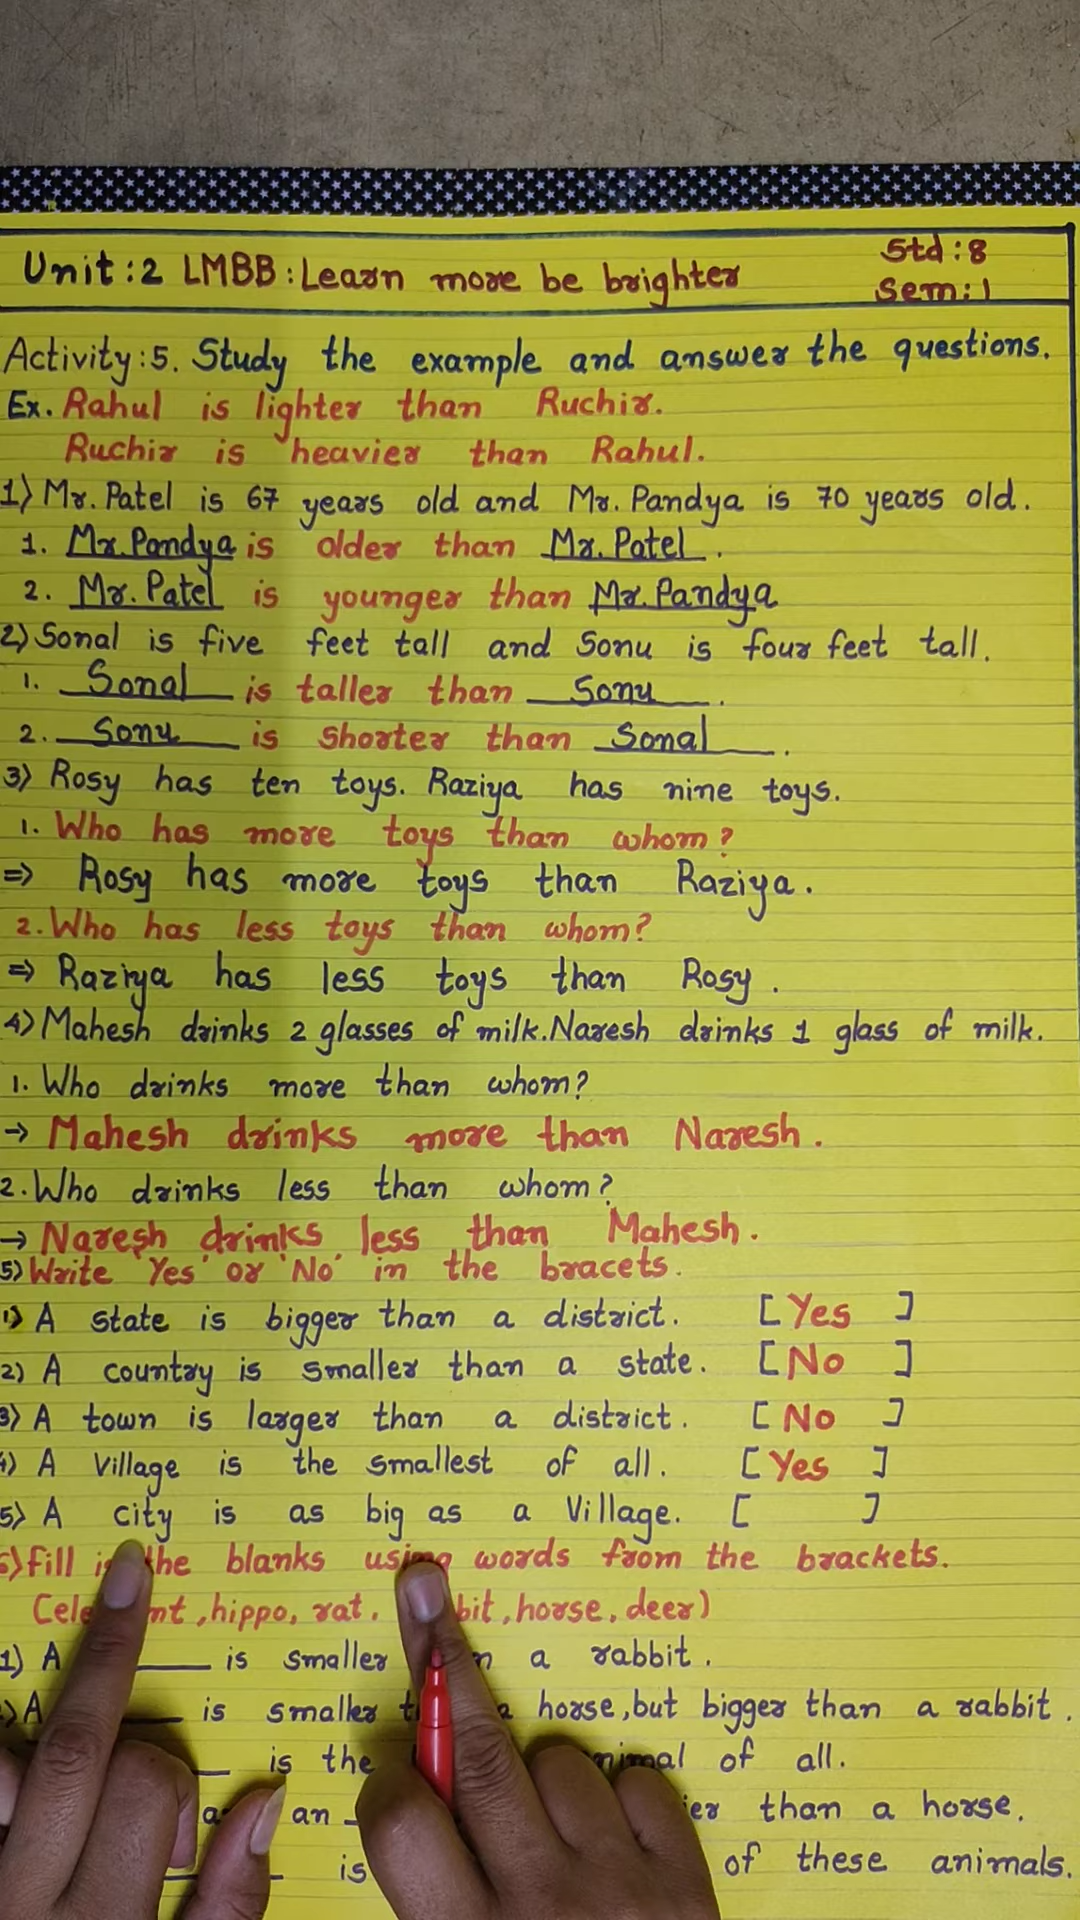 Unit:2 LMBB:Learn more be brighter
Std:8
Sem:1
Activity:5. Study the example and answer the questions.
Ex. Rahul is lighter than Ruchir.
Ruchir is heavier than Rahul.
1) Mr. Patel is 67 years old and Mr. Pandya is 70 years old.
1. Mr.Pandya is older than Mr. Patel.
2. Mr. Patel is younger than Mr.Pandya
2) Sonal is five feet tall and Sonu is four feet tall.
1. Sonal is taller than Sonu.
2. Sonu is shorter than Sonal.
3) Rosy has ten toys. Raziya has nine toys.
1. Who has more toys than whom?
⇒ Rosy has more toys than Raziya.
2. Who has less toys than whom?
⇒ Raziya has less toys than Rosy.
4) Mahesh drinks 2 glasses of milk. Naresh drinks 1 glass of milk.
1. Who drinks more than whom?
→ Mahesh drinks more than Naresh.
2. Who drinks less than whom?
→ Naresh drinks less than Mahesh.
5) Write 'Yes' or 'No' in the bracets.
1) A state is bigger than a district. [ Yes ]
2) A country is smaller than a state. [ No ]
3) A town is larger than a district. [ No ]
4) A Village is the smallest of all. [ Yes ]
5) A city is as big as a Village. [ ]
6) fill the blanks using words from the brackets.
hippo, rat, horse, deer)
1) A ____ is smaller a rabbit.
A ____ is smaller a horse, but bigger than a rabbit.
____ is the of all.
an than a horse.
____ is of these animals.